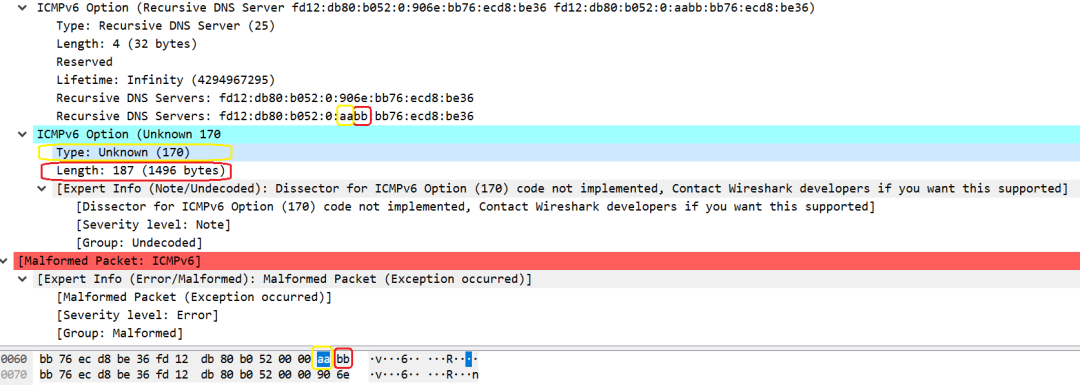 ICMPv6 Option (Recursive DNS Server fd12:db80:b052:0:906e:bb76:ecd8:be36 fd12:db80:b052:0:aabb:bb76:ecd8:be36)
Type: Recursive DNS Server (25)
Length: 4 (32 bytes)
Reserved
Lifetime: Infinity (4294967295)
Recursive DNS Servers: fd12:db80:b052:0:906e:bb76:ecd8:be36
Recursive DNS Servers: fd12:db80:b052:0:aabb:bb76:ecd8:be36
ICMPv6 Option (Unknown 170
Type: Unknown (170)
Length: 187 (1496 bytes)
[Expert Info (Note/Undecoded): Dissector for ICMPv6 Option (170) code not implemented, Contact Wireshark developers if you want this supported]
[Dissector for ICMPv6 Option (170) code not implemented, Contact Wireshark developers if you want this supported]
[Severity level: Note]
[Group: Undecoded]
[Malformed Packet: ICMPv6]
[Expert Info (Error/Malformed): Malformed Packet (Exception occurred)]
[Malformed Packet (Exception occurred)]
[Severity level: Error]
[Group: Malformed]
0060 bb 76 ec d8 be 36 fd 12 db 80 b0 52 00 00 aa bb ·v···6·· ···R····
0070 bb 76 ec d8 be 36 fd 12 db 80 b0 52 00 00 90 6e ·v···6·· ···R···n